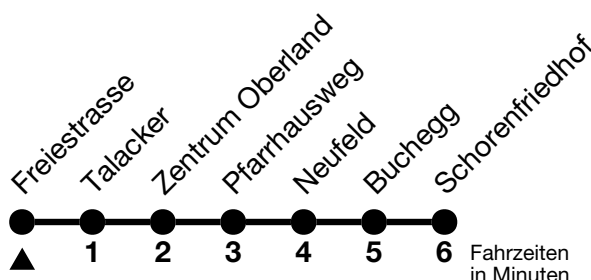 Freiestrasse
Talacker
Zentrum Oberland
Pfarrhausweg
Neufeld
Buchegg
Schorenfriedhof
1 2 3 4 5 6 Fahrzeiten
in Minuten